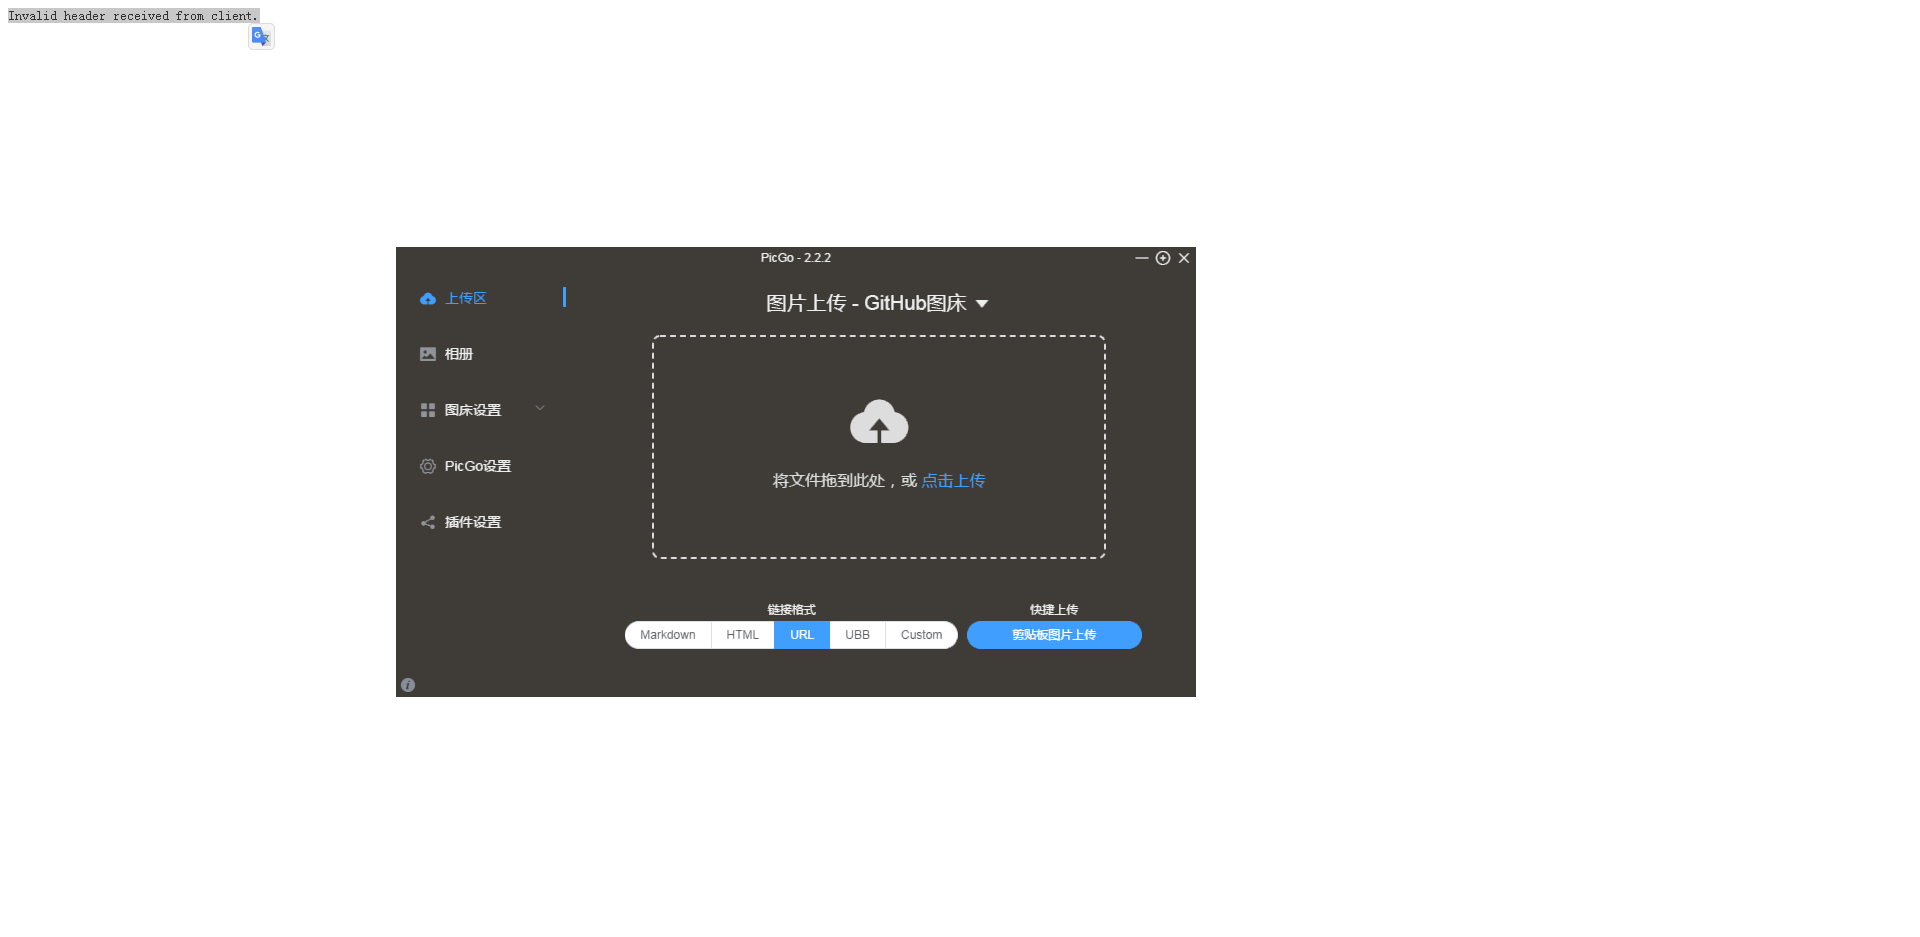 Invalid header received from client.
PicGo - 2.2.2
上传区
图片上传 - GitHub图床
相册
图床设置
PicGo设置
插件设置
将文件拖到此处，或 点击上传
链接格式
快捷上传
Markdown HTML URL UBB Custom
剪贴板图片上传